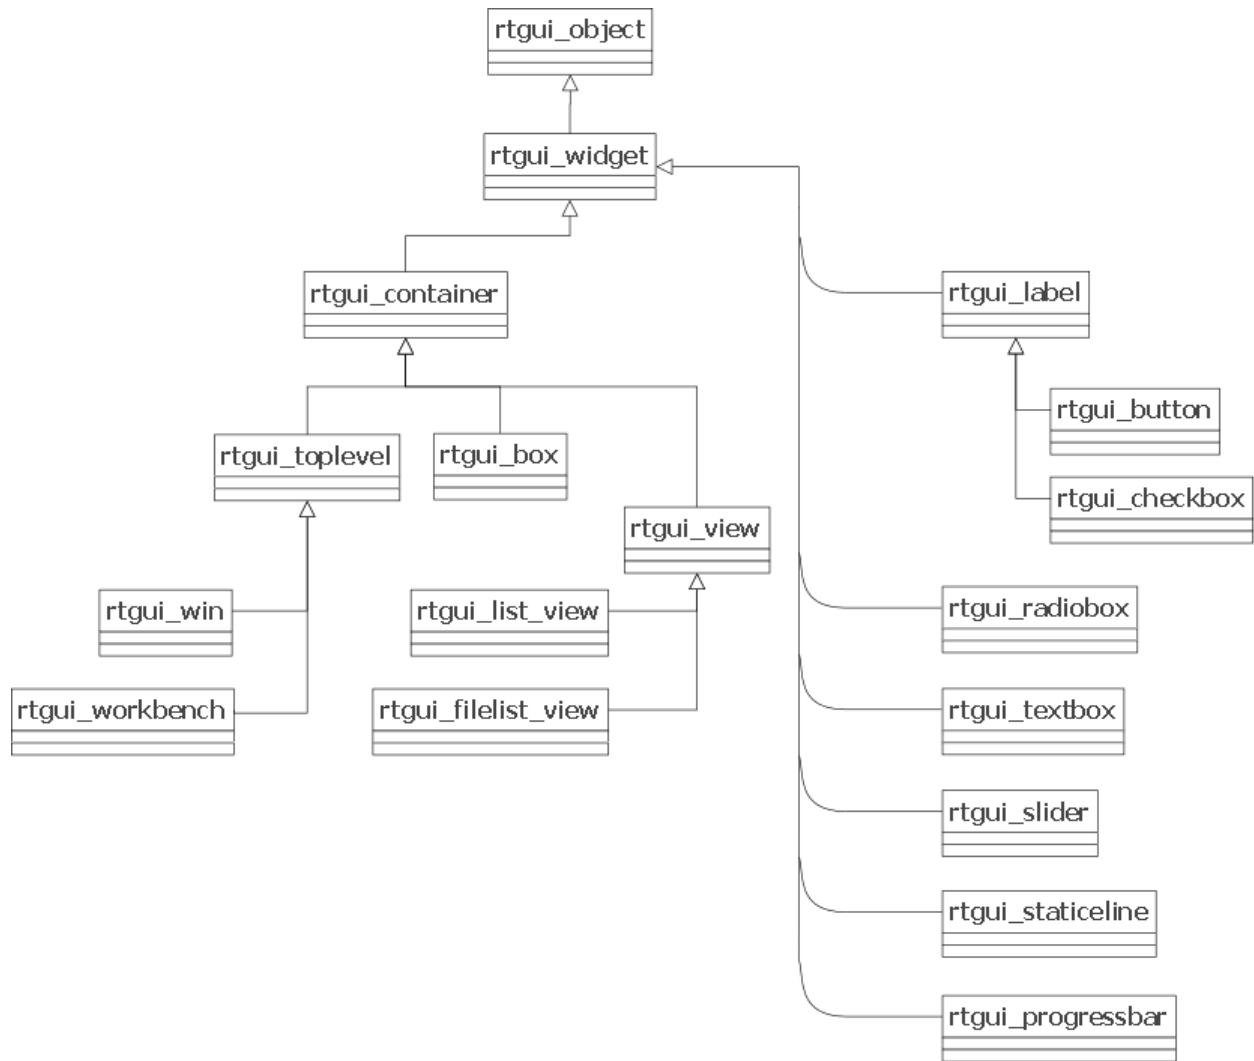 rtgui_object
rtgui_widget
rtgui_container
rtgui_label
rtgui_button
rtgui_toplevel
rtgui_box
rtgui_checkbox
rtgui_view
rtgui_win
rtgui_list_view
rtgui_radiobox
rtgui_workbench
rtgui_filelist_view
rtgui_textbox
rtgui_slider
rtgui_staticeline
rtgui_progressbar